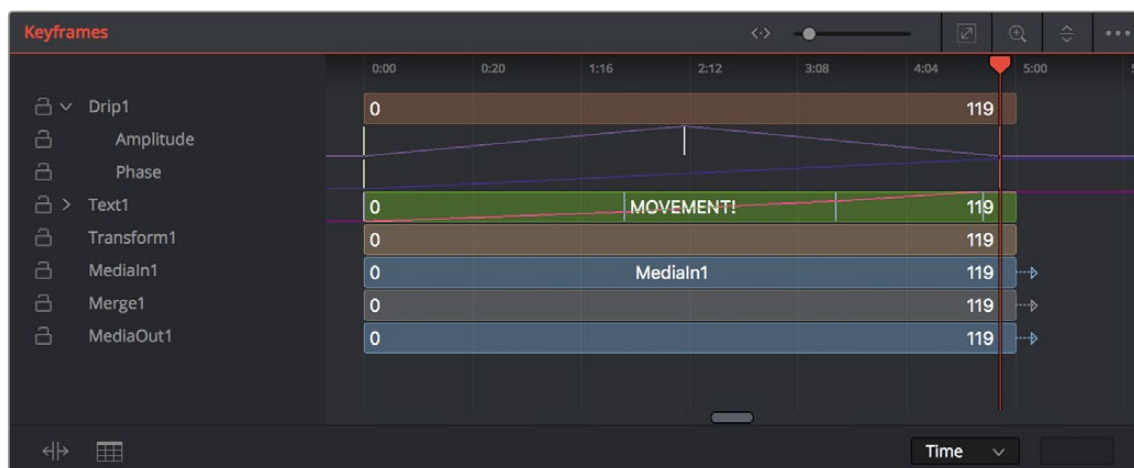 Keyframes
0:00 0:20 1:16 2:12 3:08 4:04 5:00
Drip1 0 119
Amplitude
Phase
Text1 0 MOVEMENT! 119
Transform1 0 119
MediaIn1 0 MediaIn1 119
Merge1 0 119
MediaOut1 0 119
Time